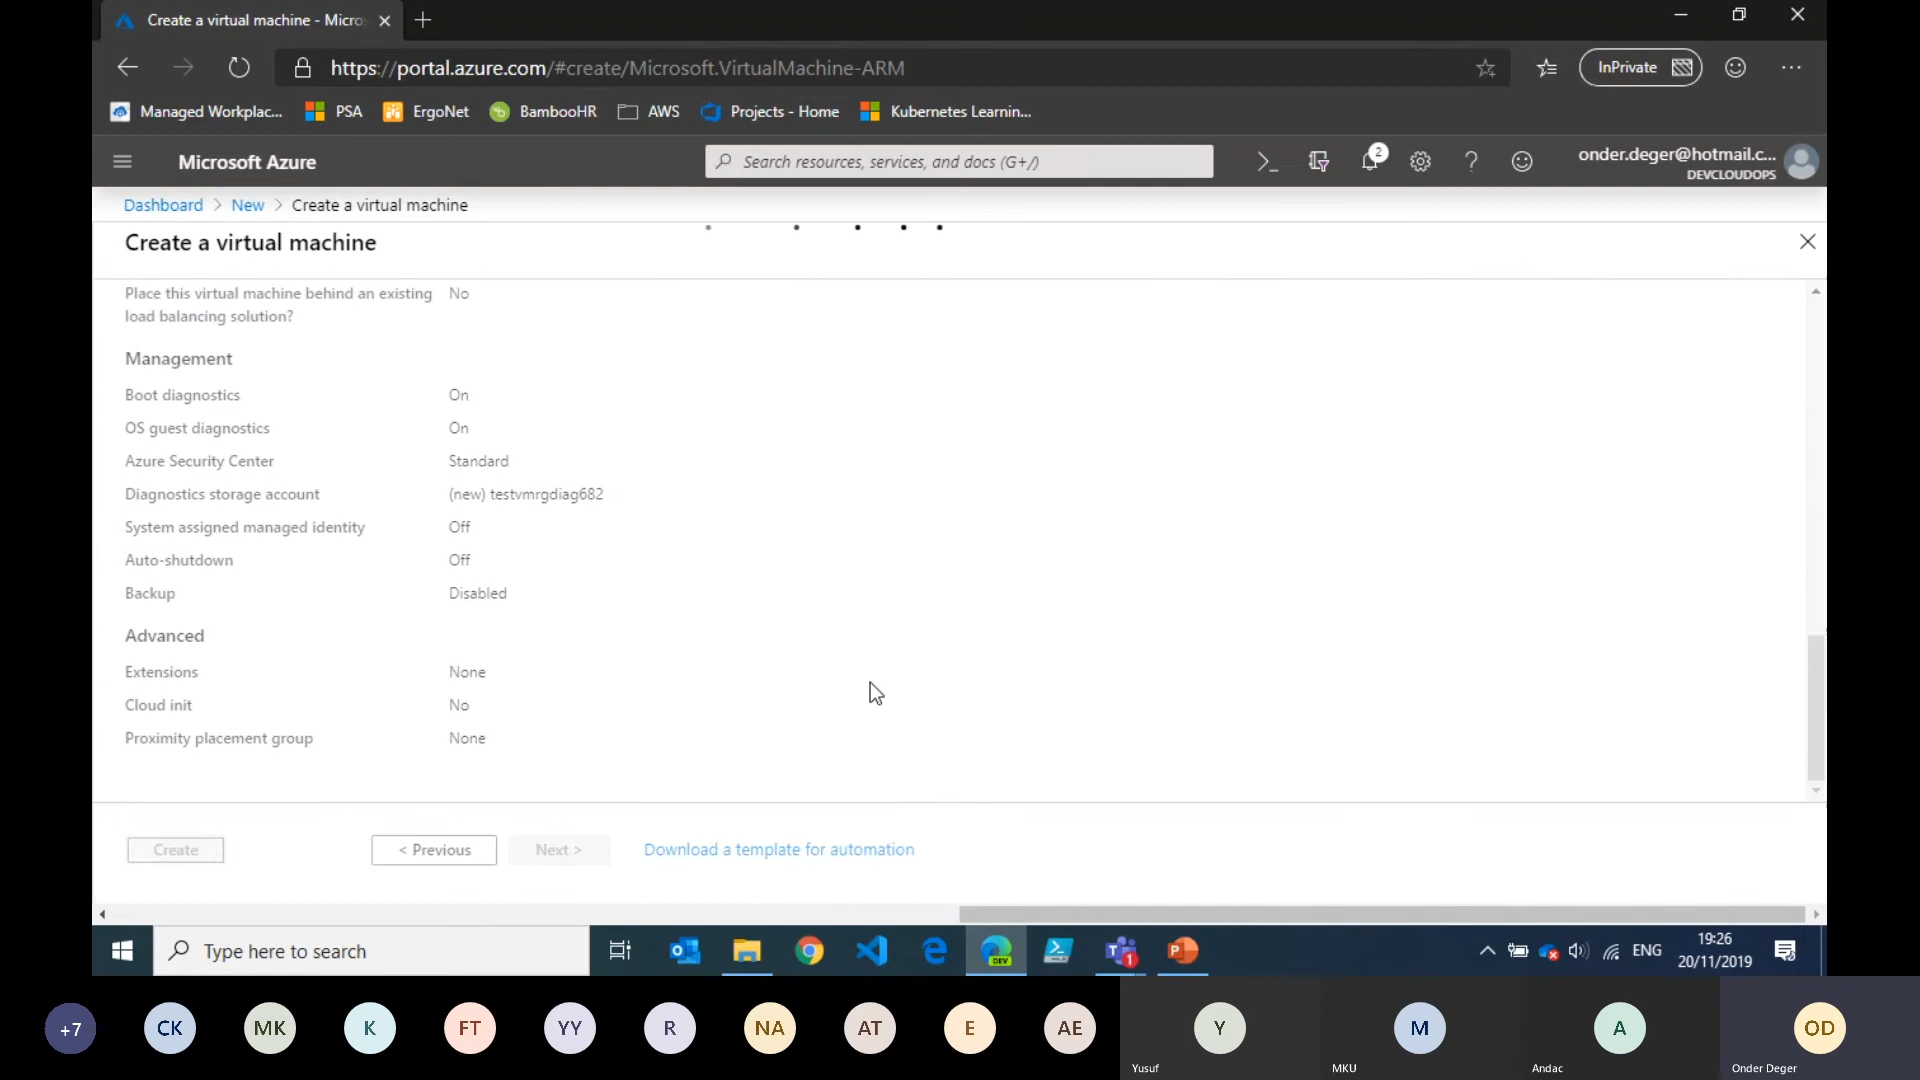 Create a virtual machine - Micro
https://portal.azure.com/#create/Microsoft.VirtualMachine-ARM
InPrivate
Managed Workplac...
PSA
ErgoNet
BambooHR
AWS
Projects - Home
Kubernetes Learnin...
Microsoft Azure
Search resources, services, and docs (G+/)
2
onder.deger@hotmail.c...
DEVCLOUDOPS
Dashboard > New > Create a virtual machine
Create a virtual machine
Place this virtual machine behind an existing No
load balancing solution?
Management
Boot diagnostics On
OS guest diagnostics On
Azure Security Center Standard
Diagnostics storage account (new) testvmrgdiag682
System assigned managed identity Off
Auto-shutdown Off
Backup Disabled
Advanced
Extensions None
Cloud init No
Proximity placement group None
Create
< Previous
Next >
Download a template for automation
Type here to search
DEV
1
ENG
19:26
20/11/2019
+7
CK
MK
K
FT
YY
R
NA
AT
E
AE
Y
Yusuf
M
MKU
A
Andac
OD
Onder Deger